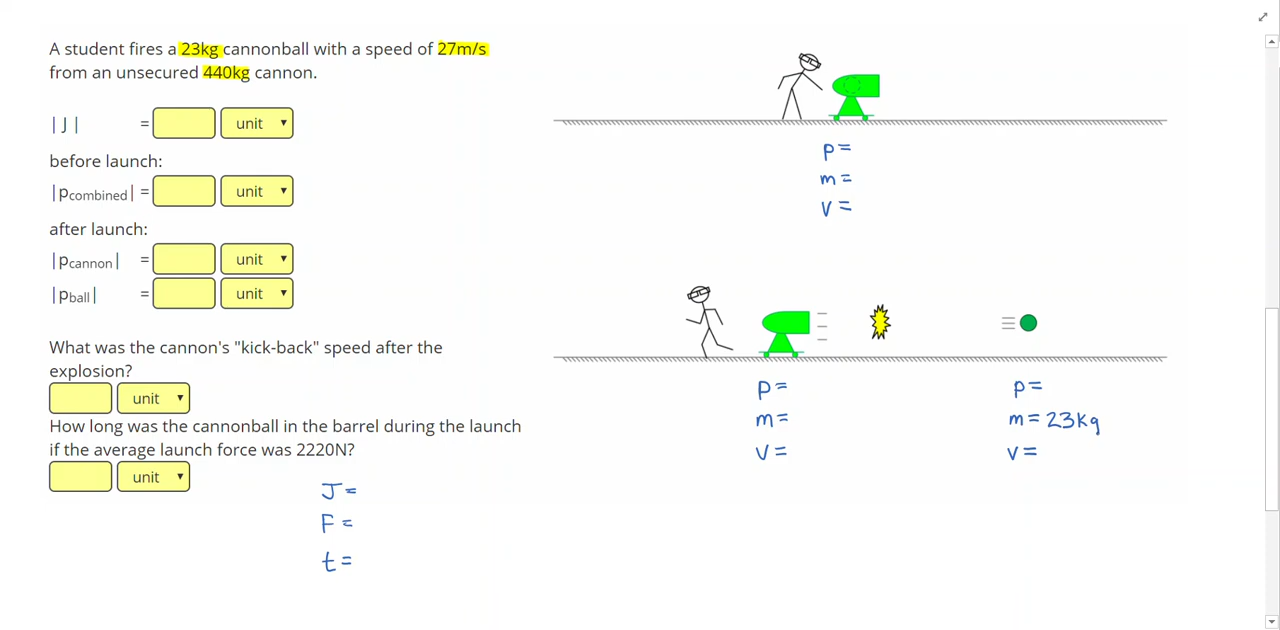 A student fires a 23kg cannonball with a speed of 27m/s
from an unsecured 440kg cannon.
|J| = unit
before launch:
|pcombined| = unit
after launch:
|pcannon| = unit
|pball| = unit
What was the cannon's "kick-back" speed after the
explosion?
unit
How long was the cannonball in the barrel during the launch
if the average launch force was 2220N?
unit
J =
F =
t =
p =
m =
v =
p =
m =
v =
p =
m = 23kg
v =